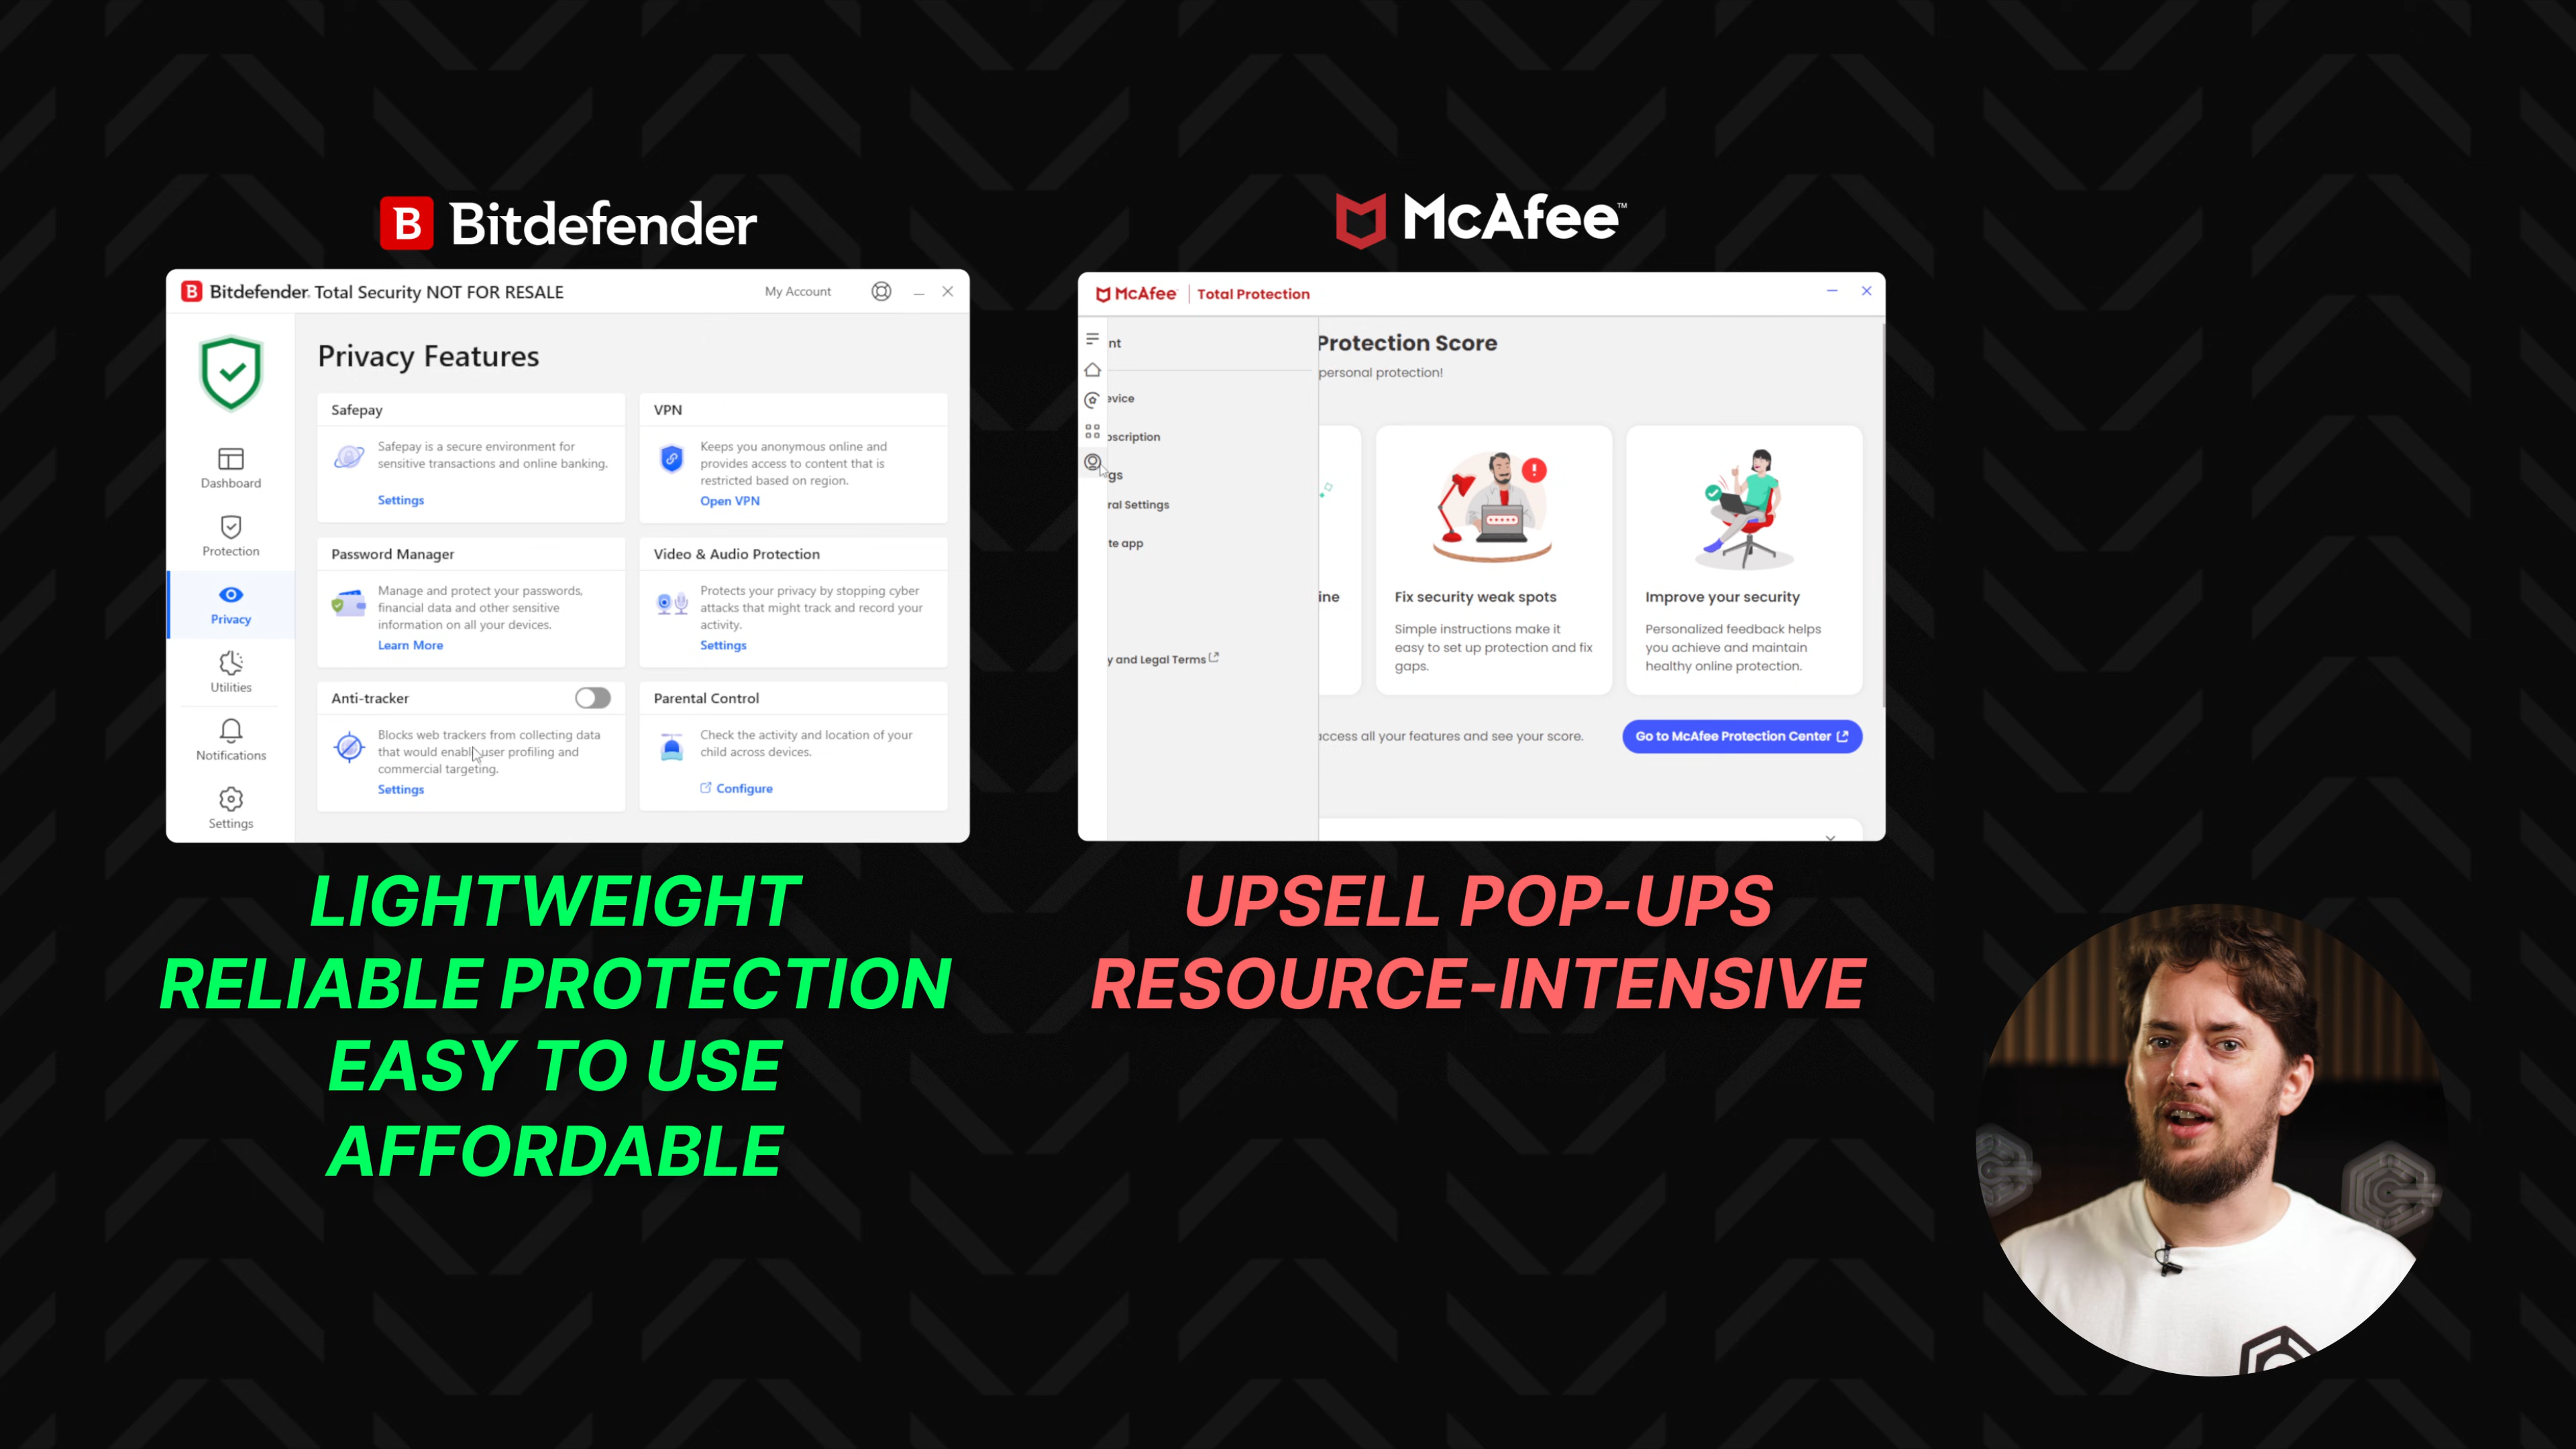 B Bitdefender
B Bitdefender. Total Security NOT FOR RESALE
My Account
Privacy Features
Dashboard
Protection
Privacy
Utilities
Notifications
Settings
Safepay
Safepay is a secure environment for
sensitive transactions and online banking.
Settings
VPN
Keeps you anonymous online and
provides access to content that is
restricted based on region.
Open VPN
Password Manager
Manage and protect your passwords,
financial data and other sensitive
information on all your devices.
Learn More
Video & Audio Protection
Protects your privacy by stopping cyber
attacks that might track and record your
activity.
Settings
Anti-tracker
Blocks web trackers from collecting data
that would enable user profiling and
commercial targeting.
Settings
Parental Control
Check the activity and location of your
child across devices.
Configure
LIGHTWEIGHT
RELIABLE PROTECTION
EASY TO USE
AFFORDABLE
McAfee™
McAfee Total Protection
nt
evice
oscription
gs
ral Settings
te app
y and Legal Terms
Protection Score
personal protection!
ine
Fix security weak spots
Simple instructions make it
easy to set up protection and fix
gaps.
Improve your security
Personalized feedback helps
you achieve and maintain
healthy online protection.
access all your features and see your score.
Go to McAfee Protection Center
UPSELL POP-UPS
RESOURCE-INTENSIVE